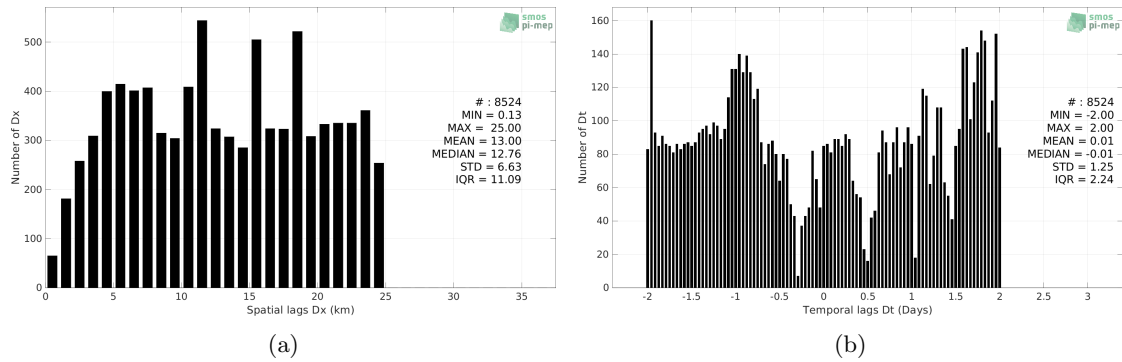 smos
pi-mep
Number of Dx
500
400
300
200
100
0
# : 8524
MIN = 0.13
MAX = 25.00
MEAN = 13.00
MEDIAN = 12.76
STD = 6.63
IQR = 11.09
0 5 10 15 20 25 30 35
Spatial lags Dx (km)
(a)
smos
pi-mep
Number of Dt
160
140
120
100
80
60
40
20
0
# : 8524
MIN = -2.00
MAX = 2.00
MEAN = 0.01
MEDIAN = -0.01
STD = 1.25
IQR = 2.24
-2 -1.5 -1 -0.5 0 0.5 1 1.5 2 2.5 3
Temporal lags Dt (Days)
(b)